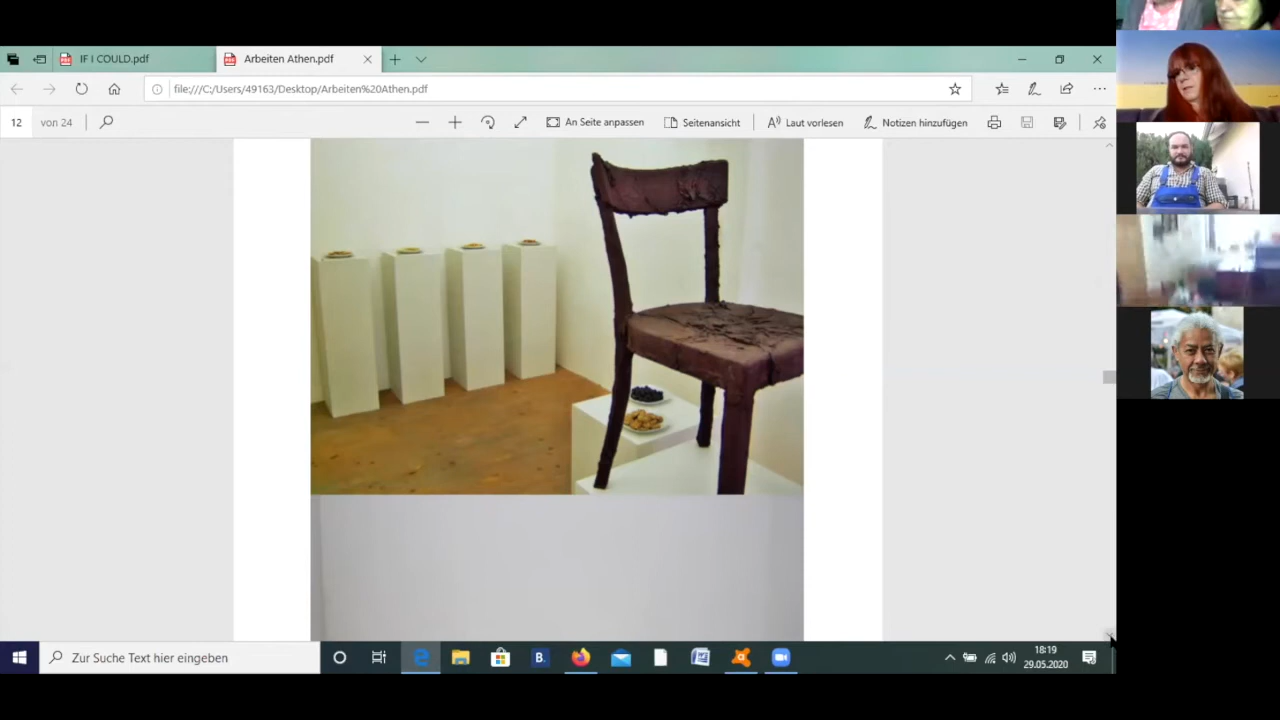 IF I COULD.pdf
Arbeiten Athen.pdf
file:///C:/Users/49163/Desktop/Arbeiten%20Athen.pdf
12 von 24
An Seite anpassen
Seitenansicht
Laut vorlesen
Notizen hinzufügen
Zur Suche Text hier eingeben
B.
18:19
29.05.2020